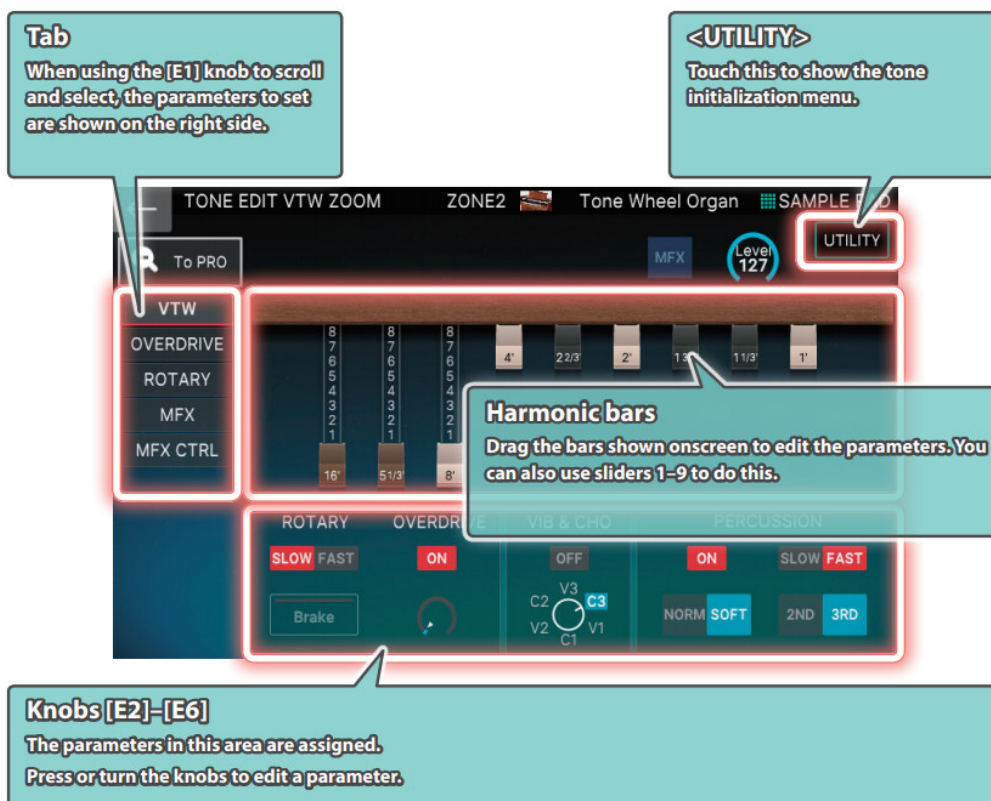 Tab
When using the [E1] knob to scroll
and select, the parameters to set
are shown on the right side.
<UTILITY>
Touch this to show the tone
initialization menu.
TONE EDIT VTW ZOOM ZONE2 Tone Wheel Organ SAMPLE
To PRO
MFX
Level
127
UTILITY
VTW
OVERDRIVE
ROTARY
MFX
MFX CTRL
8 8 8
7 7 7
6 6 6
5 5 5
4 4 4
3 3 3
2 2 2
1 1 1
16' 5 1/3' 8'
4' 2 2/3' 2' 1 3 1 1/3' 1'
Harmonic bars
Drag the bars shown onscreen to edit the parameters. You
can also use sliders 1–9 to do this.
ROTARY OVERDRIVE VIB & CHO PERCUSSION
SLOW FAST ON OFF ON SLOW FAST
Brake
V3
C2 C3
V2 V1
C1
NORM SOFT 2ND 3RD
Knobs [E2]–[E6]
The parameters in this area are assigned.
Press or turn the knobs to edit a parameter.